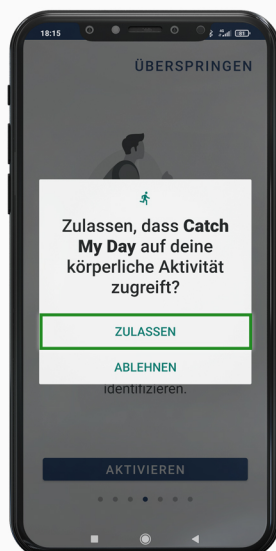 18:15
ÜBERSPRINGEN
Zulassen, dass Catch
My Day auf deine
körperliche Aktivität
zugreift?
ZULASSEN
ABLEHNEN
identifizieren.
AKTIVIEREN